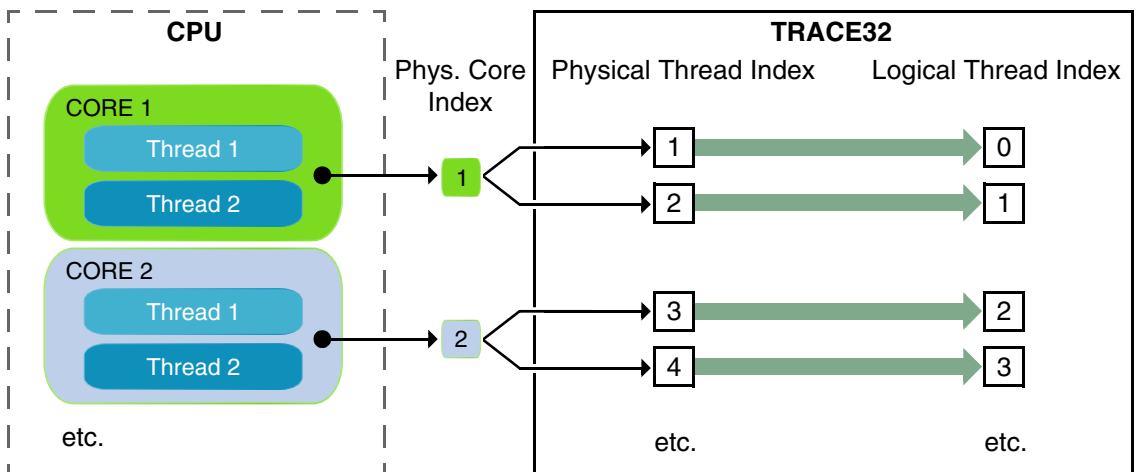 CPU
TRACE32
Phys. Core
Index
Physical Thread Index
Logical Thread Index
CORE 1
Thread 1
Thread 2
1
1
0
2
1
CORE 2
Thread 1
Thread 2
2
3
2
4
3
etc.
etc.
etc.